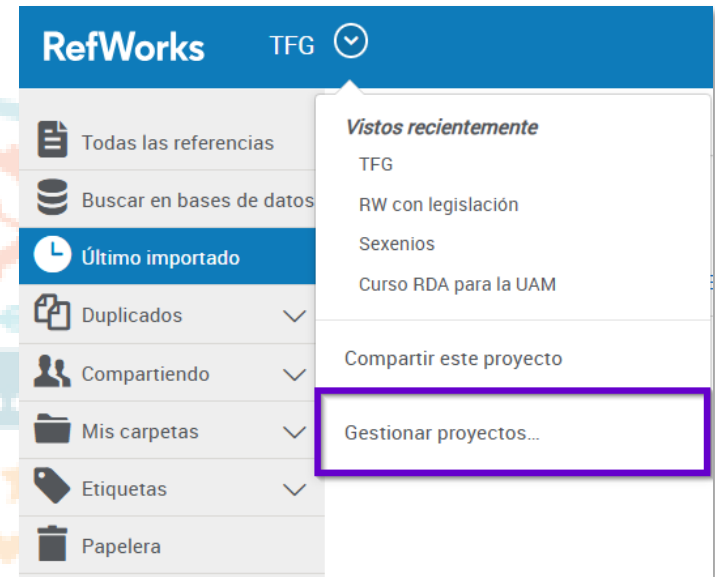 RefWorks TFG
Todas las referencias
Buscar en bases de datos
Último importado
Duplicados
Compartiendo
Mis carpetas
Etiquetas
Papelera
Vistos recientemente
TFG
RW con legislación
Sexenios
Curso RDA para la UAM
Compartir este proyecto
Gestionar proyectos...